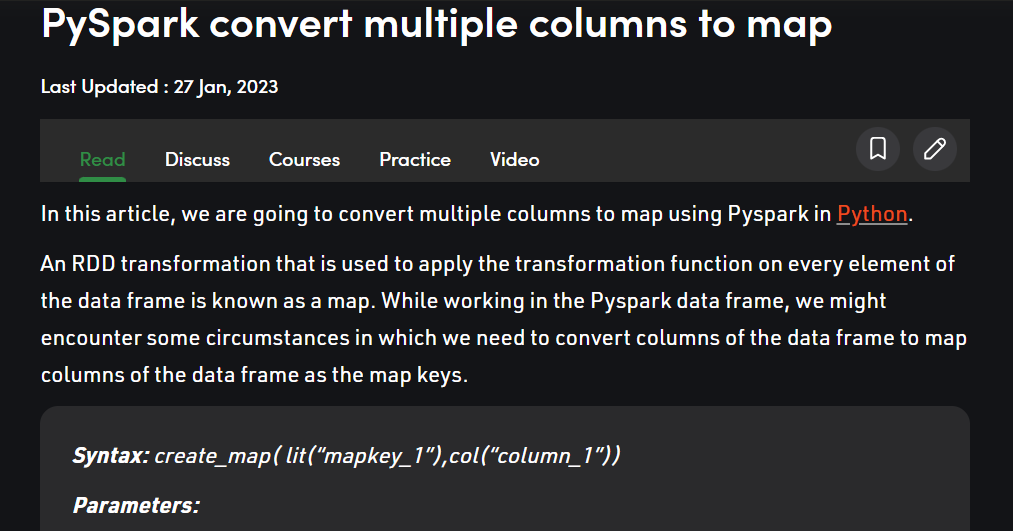 PySpark convert multiple columns to map
Last Updated : 27 Jan, 2023
Read Discuss Courses Practice Video
In this article, we are going to convert multiple columns to map using Pyspark in Python.
An RDD transformation that is used to apply the transformation function on every element of
the data frame is known as a map. While working in the Pyspark data frame, we might
encounter some circumstances in which we need to convert columns of the data frame to map
columns of the data frame as the map keys.
Syntax: create_map( lit(“mapkey_1”),col(“column_1”))
Parameters: